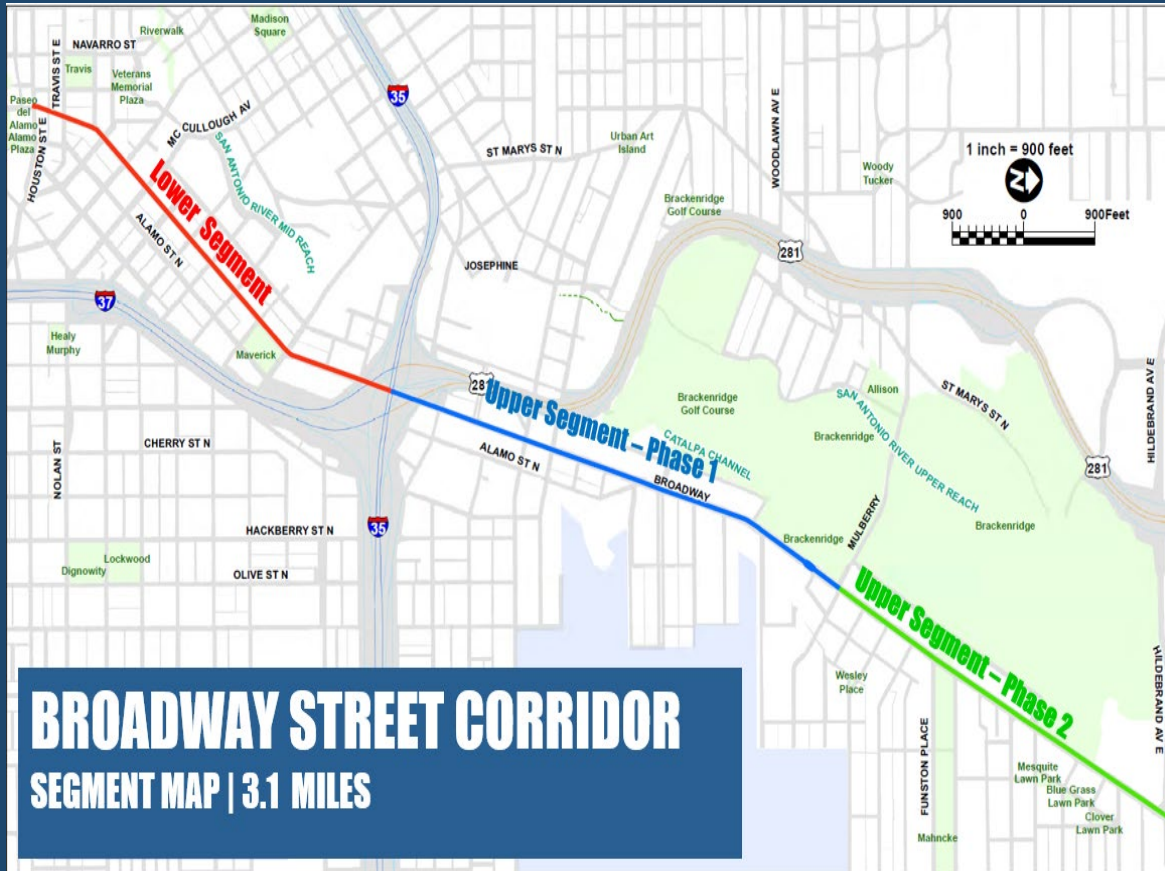 Riverwalk
Madison
Square
NAVARRO ST
TRAVIS ST E
Travis
Veterans
Memorial
Plaza
Paseo
del
Alamo
Alamo
Plaza
HOUSTON ST E
MC CULLOUGH AV
SAN ANTONIO RIVER MID REACH
35
ST MARYS ST N
Urban Art
Island
WOODLAWN AV E
Woody
Tucker
1 inch = 900 feet
N
900 0 900Feet
Lower Segment
ALAMO ST N
Brackenridge
Golf Course
281
JOSEPHINE
37
Healy
Murphy
Maverick
281
Upper Segment – Phase 1
Brackenridge
Golf Course
CATALPA CHANNEL
Allison
SAN ANTONIO RIVER UPPER REACH
Brackenridge
ST MARYS ST N
HILDEBRAND AV E
281
NOLAN ST
CHERRY ST N
ALAMO ST N
BROADWAY
HACKBERRY ST N
35
Brackenridge
MULBERRY
Brackenridge
Lockwood
Dignowity
OLIVE ST N
Upper Segment – Phase 2
HILDEBRAND AV E
Wesley
Place
FUNSTON PLACE
Mesquite
Lawn Park
Blue Grass
Lawn Park
Clover
Lawn Park
Mahncke
BROADWAY STREET CORRIDOR
SEGMENT MAP | 3.1 MILES